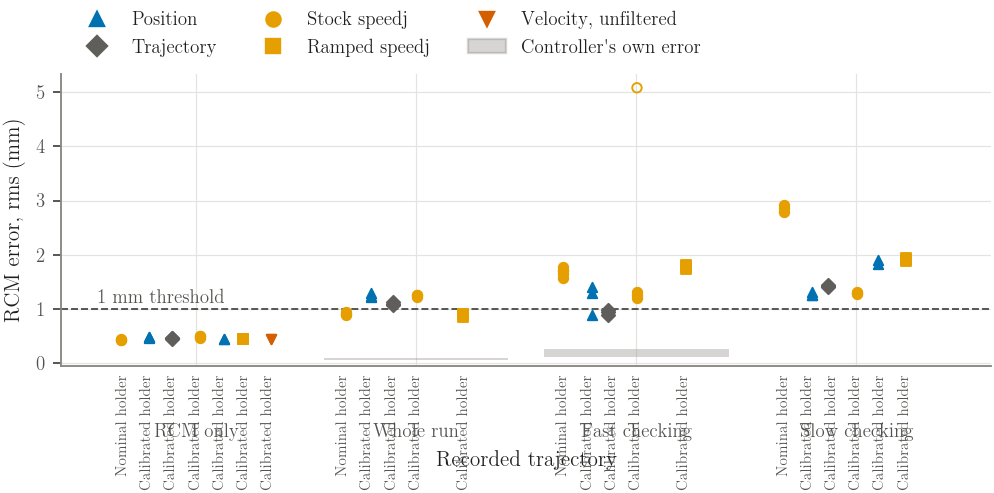 Position
Stock speedj
Velocity, unfiltered
Trajectory
Ramped speedj
Controller's own error
RCM error, rms (mm)
5
4
3
2
1
0
1 mm threshold
Nominal holder
Calibrated holder
Calibrated holder
Calibrated holder
Calibrated holder
Calibrated holder
Calibrated holder
Nominal holder
Calibrated holder
Calibrated holder
Calibrated holder
Calibrated holder
Nominal holder
Calibrated holder
Calibrated holder
Calibrated holder
Calibrated holder
Nominal holder
Calibrated holder
Calibrated holder
Calibrated holder
Calibrated holder
Calibrated holder
RCM only
Whole run
Fast checking
Slow checking
Recorded trajectory